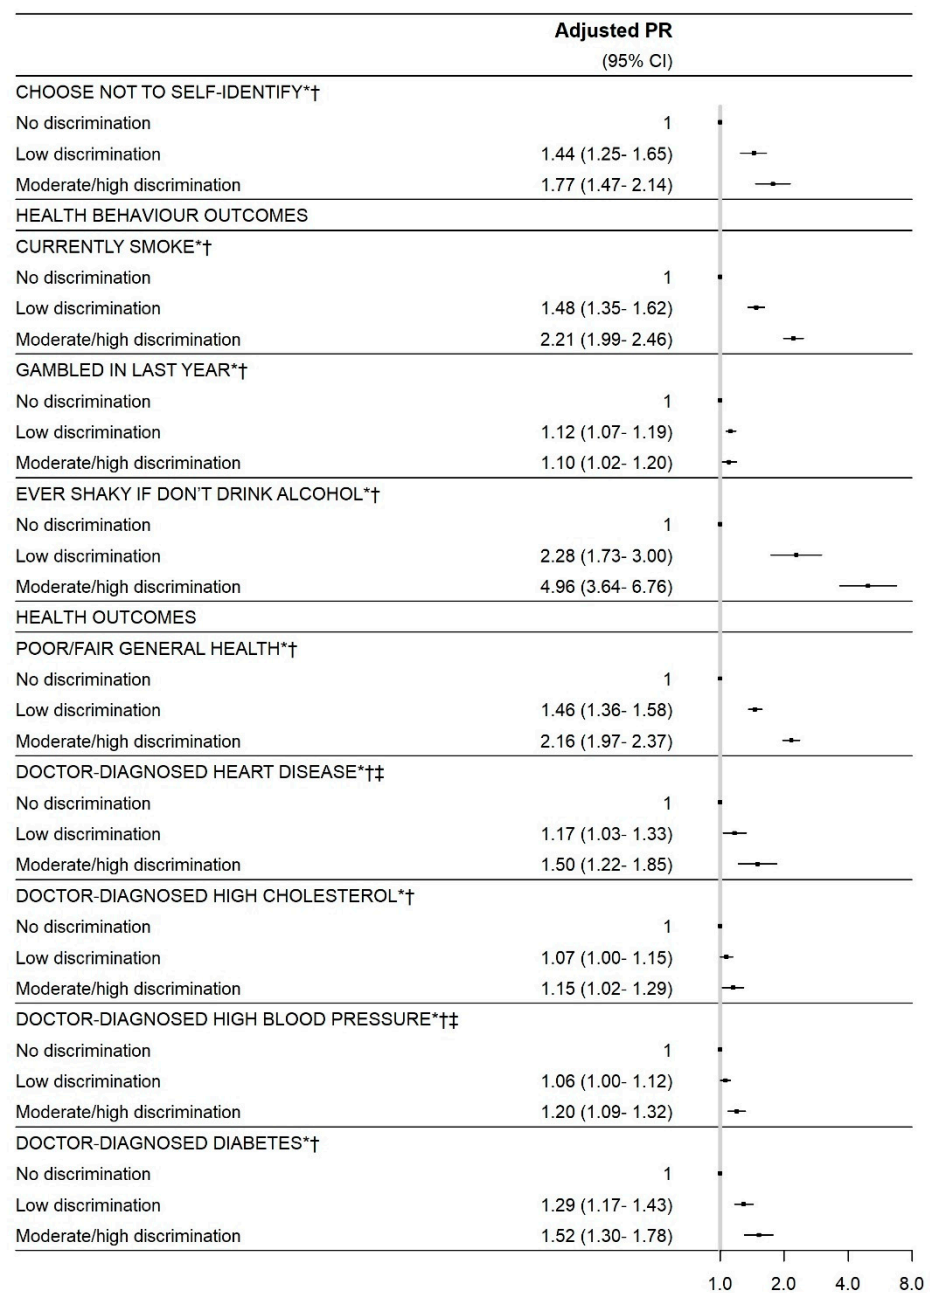 Adjusted PR
(95% CI)
CHOOSE NOT TO SELF-IDENTIFY*†
No discrimination 1
Low discrimination 1.44 (1.25- 1.65)
Moderate/high discrimination 1.77 (1.47- 2.14)
HEALTH BEHAVIOUR OUTCOMES
CURRENTLY SMOKE*†
No discrimination 1
Low discrimination 1.48 (1.35- 1.62)
Moderate/high discrimination 2.21 (1.99- 2.46)
GAMBLED IN LAST YEAR*†
No discrimination 1
Low discrimination 1.12 (1.07- 1.19)
Moderate/high discrimination 1.10 (1.02- 1.20)
EVER SHAKY IF DON'T DRINK ALCOHOL*†
No discrimination 1
Low discrimination 2.28 (1.73- 3.00)
Moderate/high discrimination 4.96 (3.64- 6.76)
HEALTH OUTCOMES
POOR/FAIR GENERAL HEALTH*†
No discrimination 1
Low discrimination 1.46 (1.36- 1.58)
Moderate/high discrimination 2.16 (1.97- 2.37)
DOCTOR-DIAGNOSED HEART DISEASE*†‡
No discrimination 1
Low discrimination 1.17 (1.03- 1.33)
Moderate/high discrimination 1.50 (1.22- 1.85)
DOCTOR-DIAGNOSED HIGH CHOLESTEROL*†
No discrimination 1
Low discrimination 1.07 (1.00- 1.15)
Moderate/high discrimination 1.15 (1.02- 1.29)
DOCTOR-DIAGNOSED HIGH BLOOD PRESSURE*†‡
No discrimination 1
Low discrimination 1.06 (1.00- 1.12)
Moderate/high discrimination 1.20 (1.09- 1.32)
DOCTOR-DIAGNOSED DIABETES*†
No discrimination 1
Low discrimination 1.29 (1.17- 1.43)
Moderate/high discrimination 1.52 (1.30- 1.78)
1.0 2.0 4.0 8.0